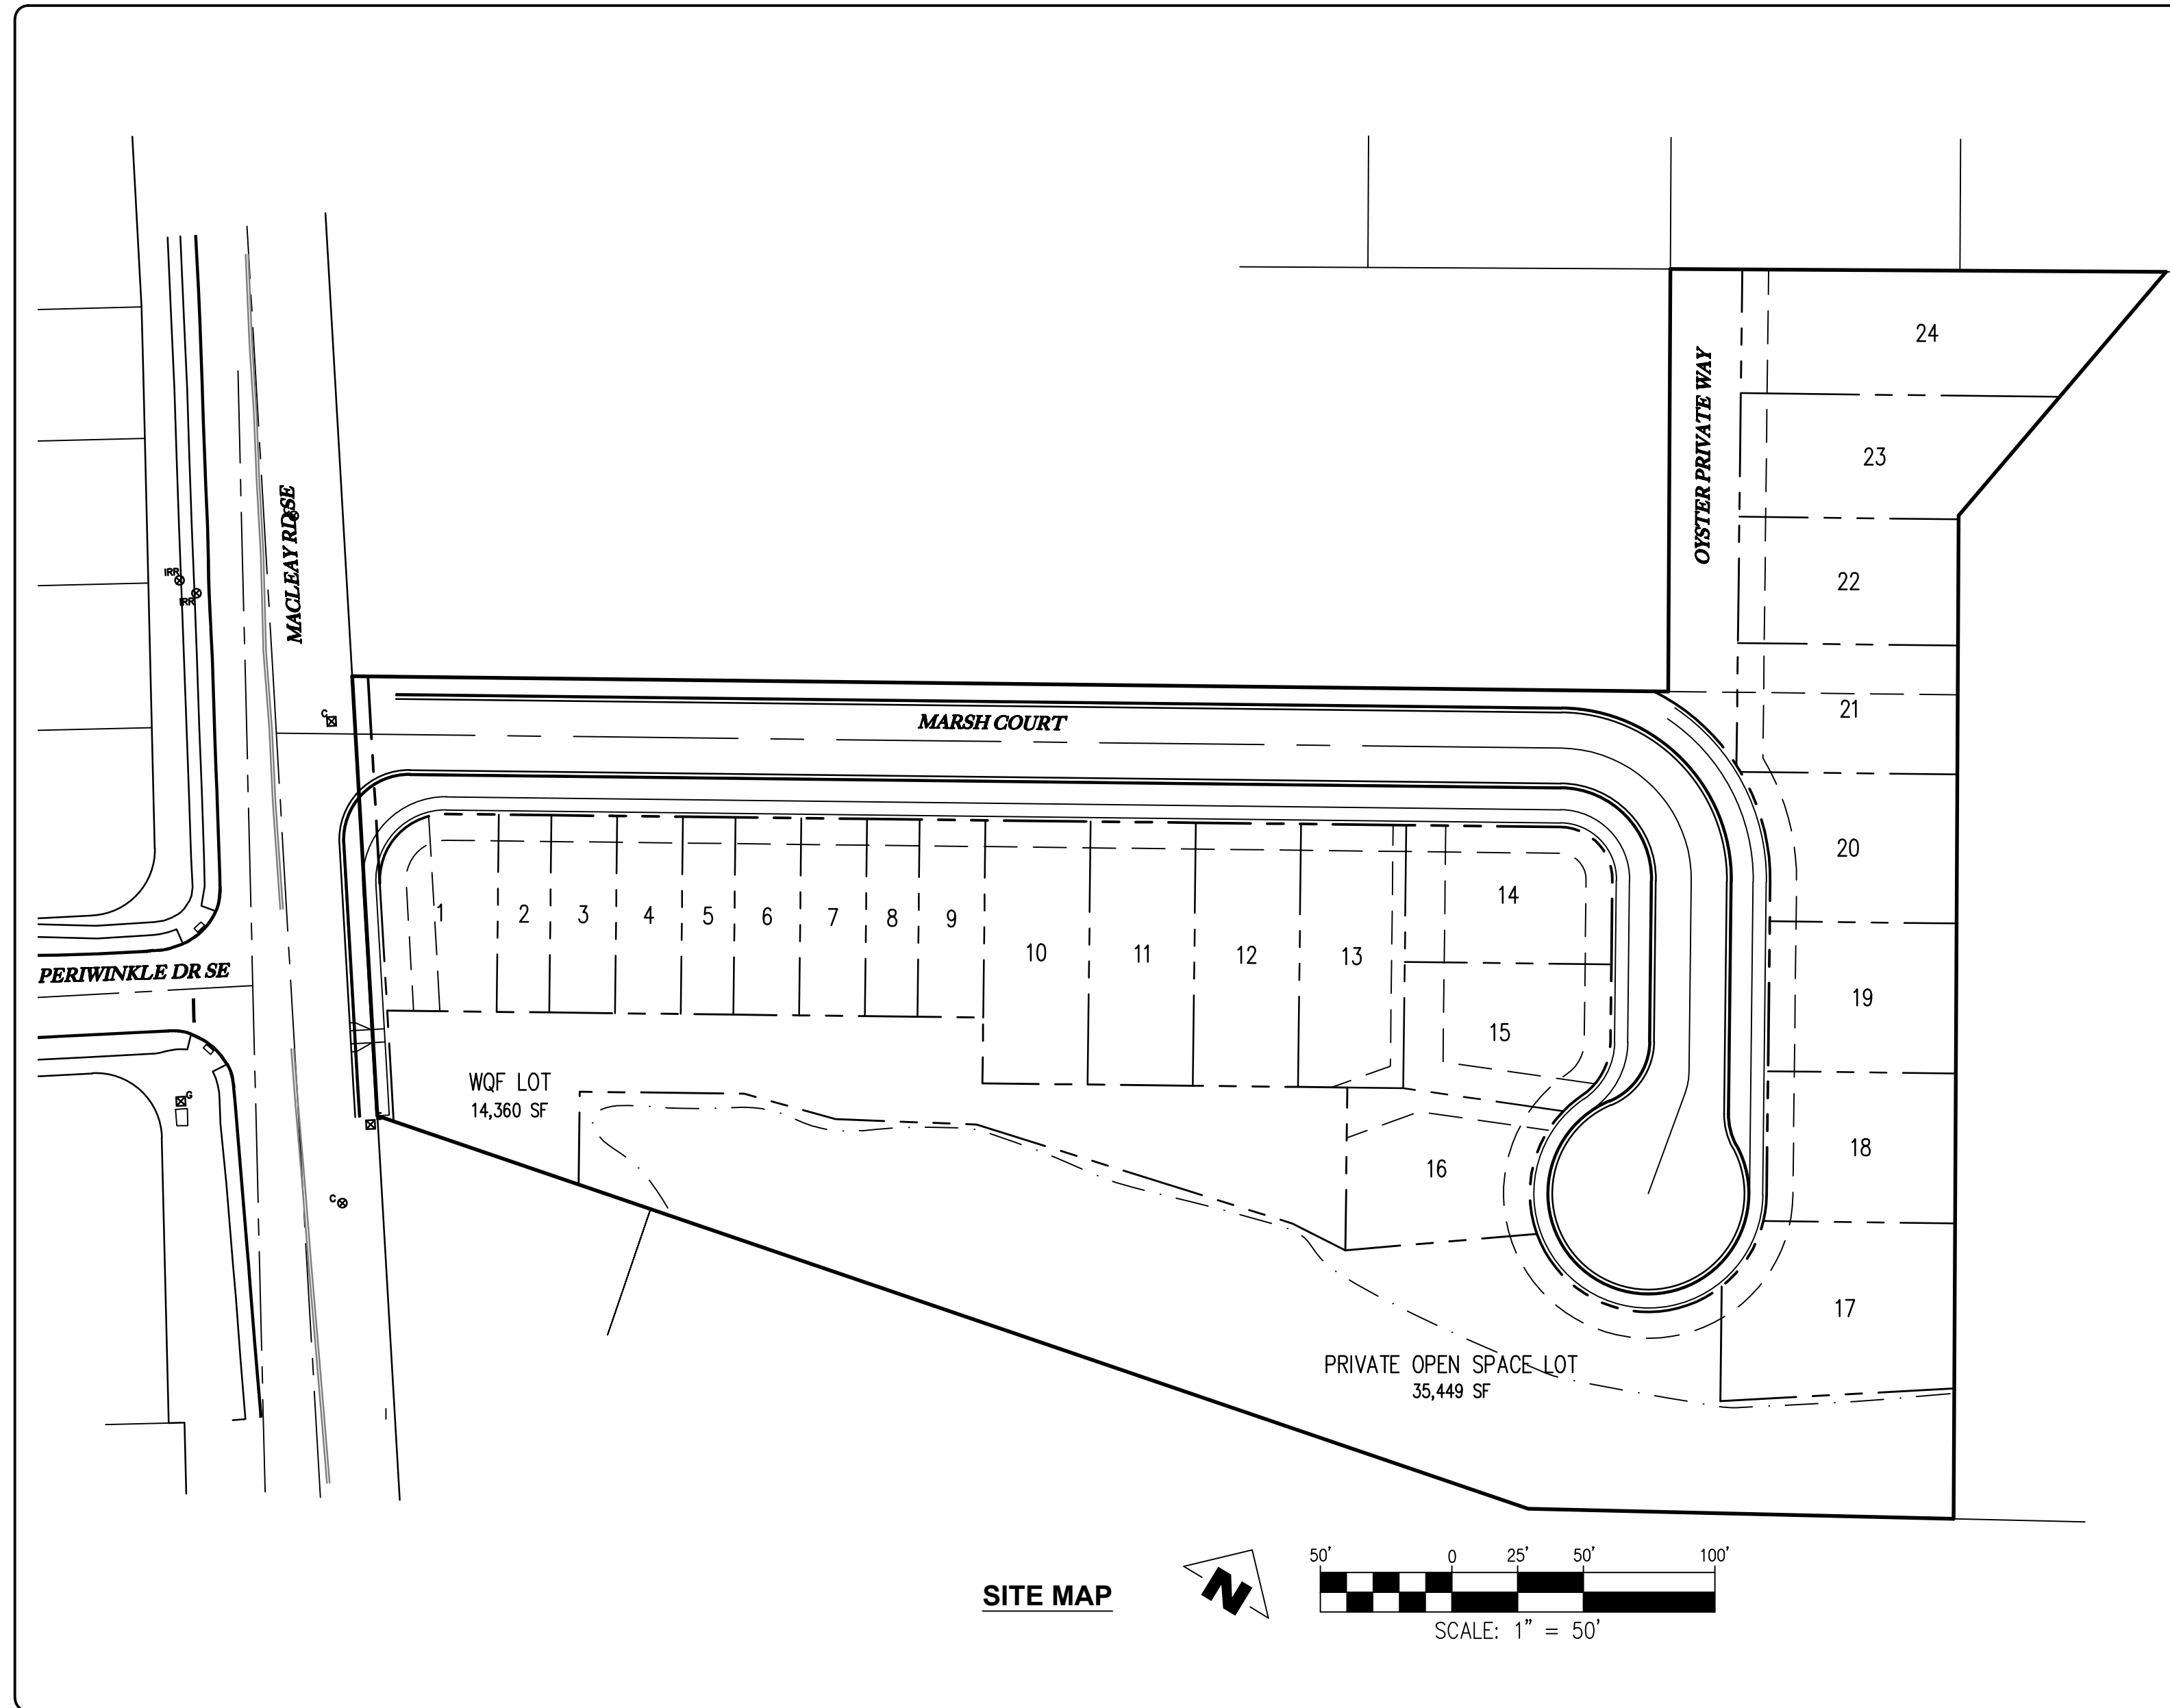 24
OYSTER PRIVATE WAY
23
MACLEAY RD SE
G
IRR
IRR
22
C
MARSH COURT
21
20
14
1
2
3
4
5
6
7
8
9
10
11
12
13
PERIWINKLE DR SE
19
15
WQF LOT
14,360 SF
G
16
18
C
17
PRIVATE OPEN SPACE LOT
35,449 SF
SITE MAP
N
50' 0 25' 50' 100'
SCALE: 1" = 50'